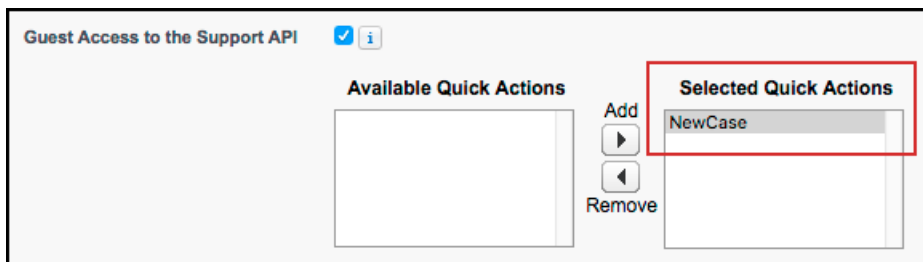 Guest Access to the Support API
i
Available Quick Actions
Add
Remove
Selected Quick Actions
NewCase